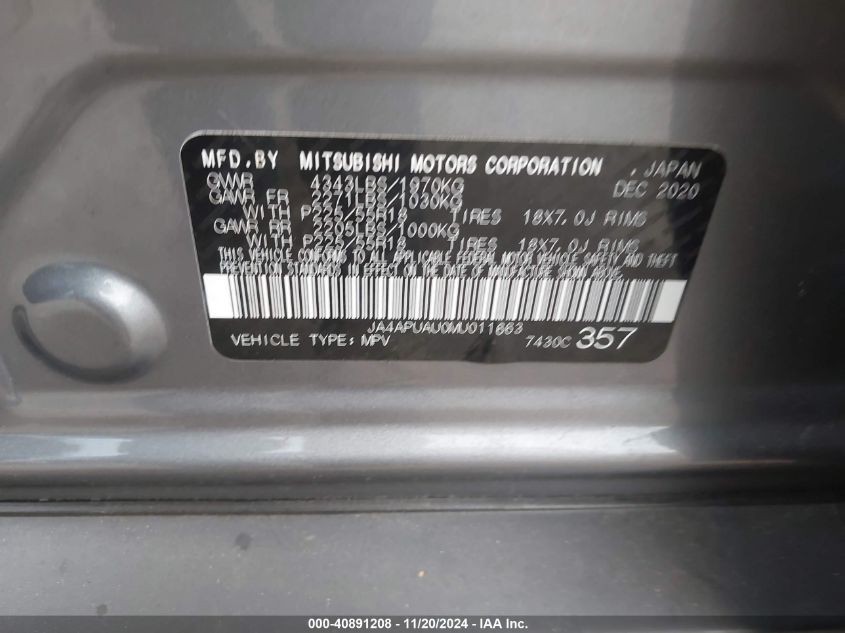 MFD.BY MITSUBISHI MOTORS CORPORATION , JAPAN
GVWR 4343LBS/1970KG DEC 2020
GAWR FR 2271LBS/1030KG
WITH P225/55R18 TIRES 18X7.0J RIMS
GAWR RR 2205LBS/1000KG
WITH P225/55R18 TIRES 18X7.0J RIMS
THIS VEHICLE CONFORMS TO ALL APPLICABLE FEDERAL MOTOR VEHICLE SAFETY AND THEFT
PREVENTION STANDARDS IN EFFECT ON THE DATE OF MANUFACTURE SHOWN ABOVE.
JA4APUAU0MU011663
VEHICLE TYPE: MPV 7430C 357
000-40891208 - 11/20/2024 - IAA Inc.